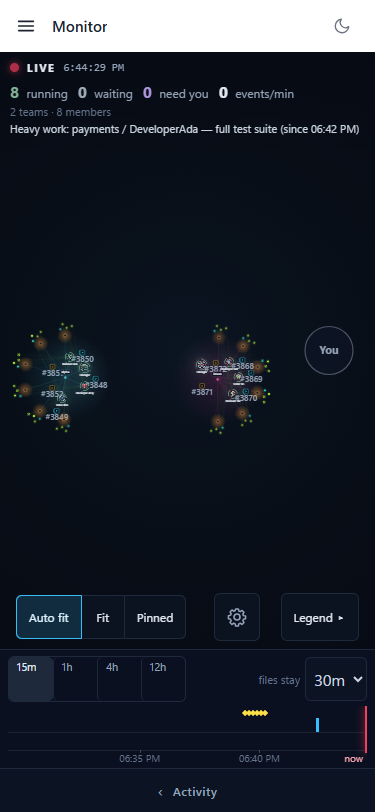 Monitor
LIVE 6:44:29 PM
8 running 0 waiting 0 need you 0 events/min
2 teams · 8 members
Heavy work: payments / DeveloperAda — full test suite (since 06:42 PM)
#3850
#3848
#3849
You
#3868
#3869
#3871
#3870
Auto fit Fit Pinned Legend ▸
15m 1h 4h 12h files stay 30m
06:35 PM 06:40 PM now
‹ Activity